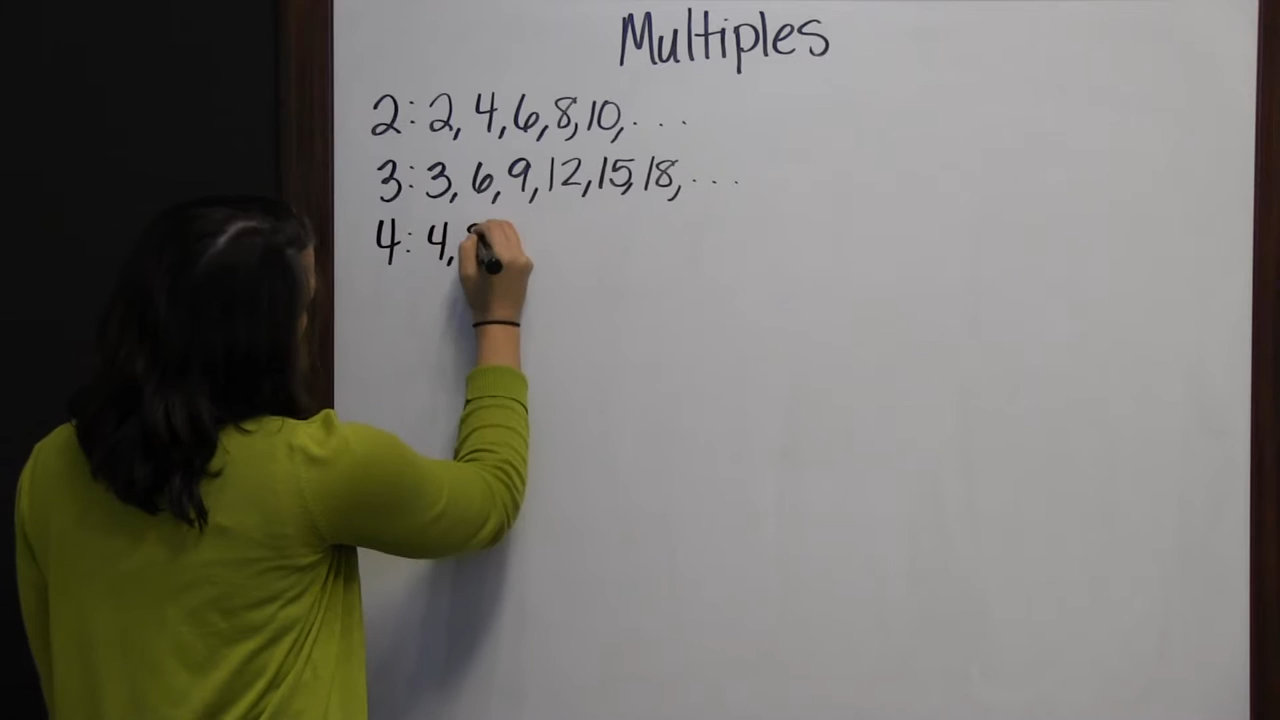 Multiples
2: 2, 4, 6, 8, 10, ...
3: 3, 6, 9, 12, 15, 18, ...
4: 4,